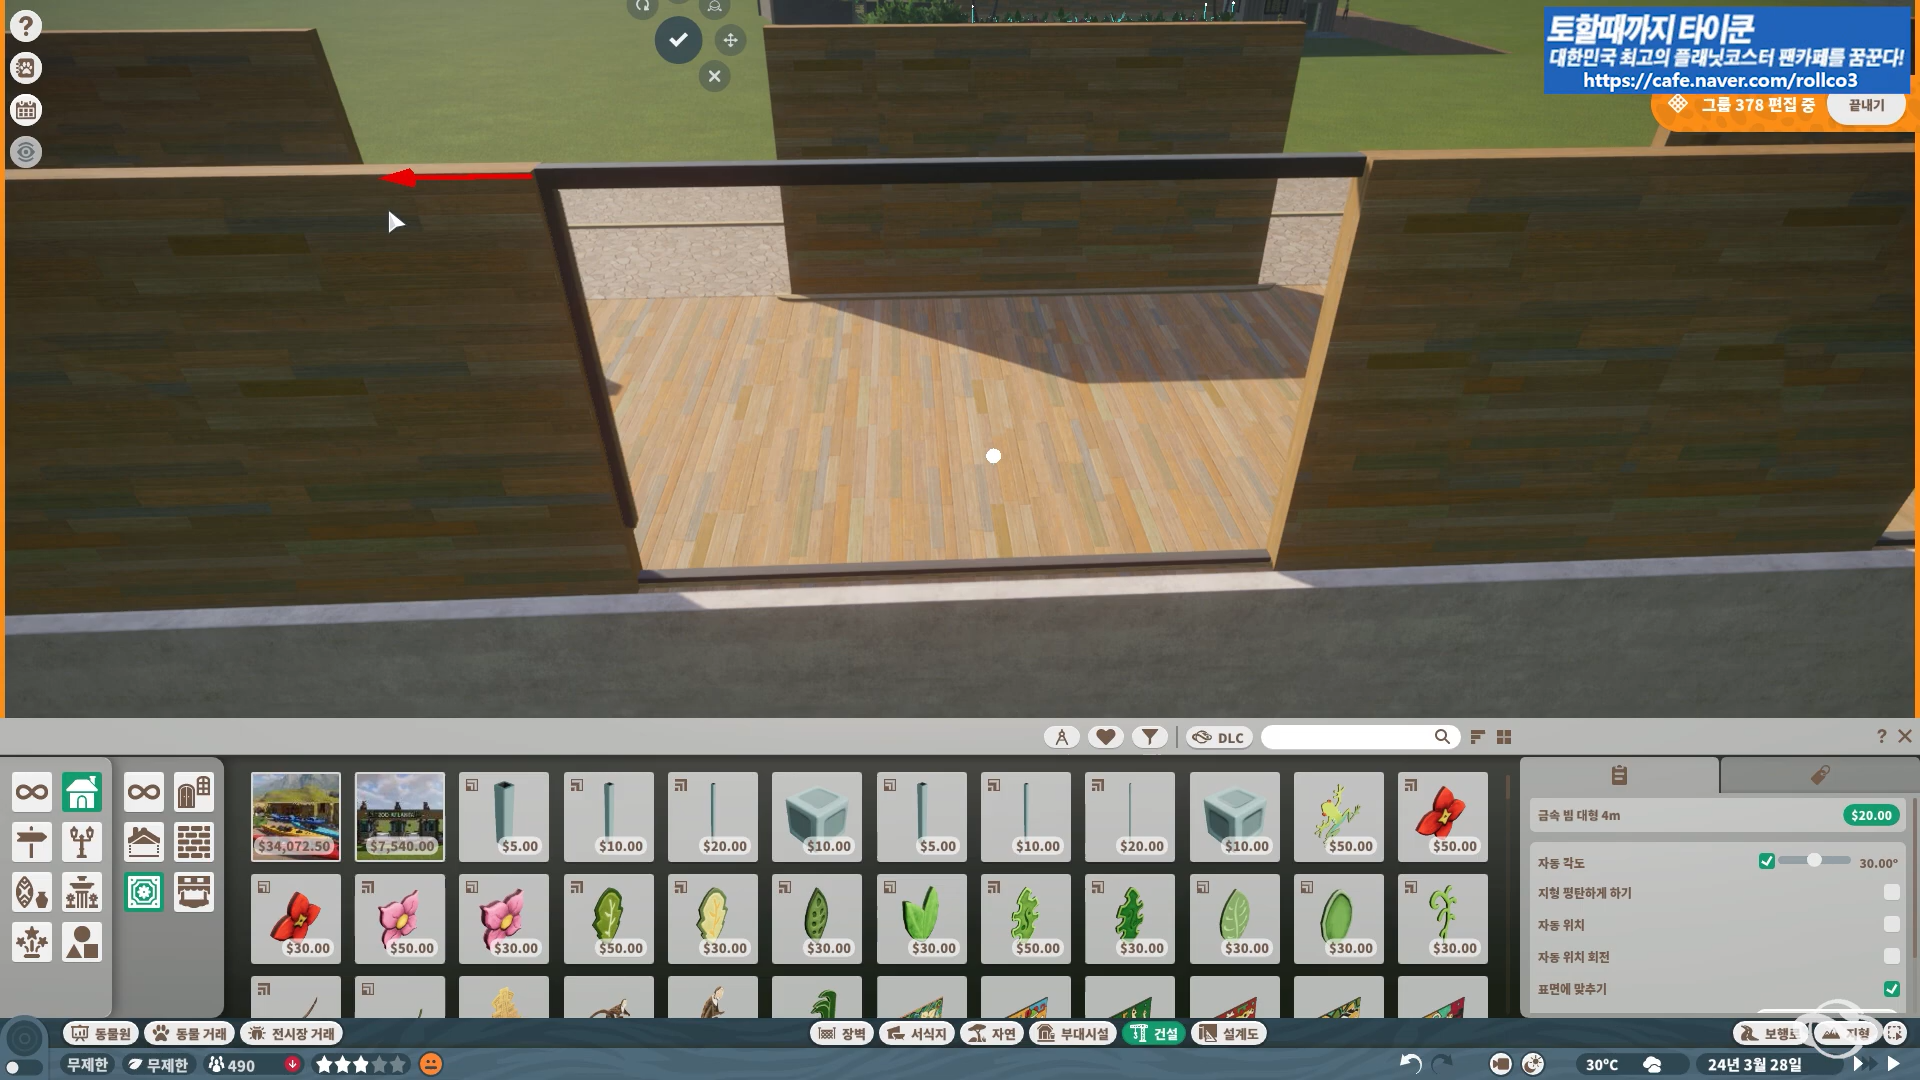 토할때까지 타이쿤
대한민국 최고의 플래닛코스터 팬카페를 꿈꾼다!
https://cafe.naver.com/rollco3
그룹 378 편집 중
끝내기
DLC
$34,072.50
$7,540.00
$5.00
$10.00
$20.00
$10.00
$5.00
$10.00
$20.00
$10.00
$50.00
$50.00
$30.00
$50.00
$30.00
$50.00
$30.00
$30.00
$30.00
$50.00
$30.00
$30.00
$30.00
$30.00
금속 빔 대형 4m
$20.00
자동 각도
30.00°
지형 평탄하게 하기
자동 위치
자동 위치 회전
표면에 맞추기
동물원
동물 거래
전시장 거래
장벽
서식지
자연
부대시설
건설
설계도
보행로
지형
무제한
무제한
490
30°C
24년 3월 28일